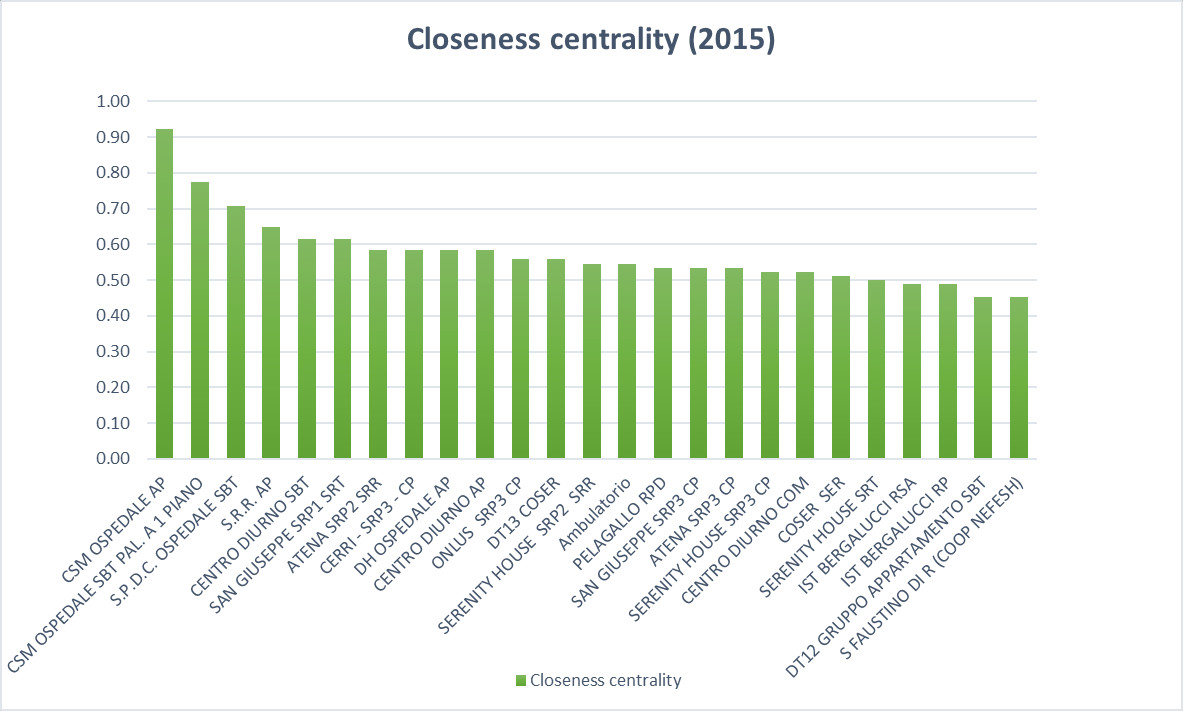 Closeness centrality (2015)
1.00
0.90
0.80
0.70
0.60
0.50
0.40
0.30
0.20
0.10
0.00
CSM OSPEDALE AP
CSM OSPEDALE SBT PAL. A 1 PIANO
S.P.D.C. OSPEDALE SBT
S.R.R. AP
CENTRO DIURNO SBT
SAN GIUSEPPE SRP1 SRT
ATENA SRP2 SRR
CERRI - SRP3 - CP
DH OSPEDALE AP
CENTRO DIURNO AP
ONLUS  SRP3 CP
DT13 COSER
SERENITY HOUSE  SRP2  SRR
Ambulatorio
PELAGALLO RPD
SAN GIUSEPPE SRP3 CP
ATENA SRP3 CP
SERENITY HOUSE SRP3 CP
CENTRO DIURNO COM
COSER SER
SERENITY HOUSE SRT
IST BERGALLUCCI RSA
IST BERGALUCCI RP
DT12 GRUPPO APPARTAMENTO SBT
S FAUSTINO DI R (COOP NEFESH)
Closeness centrality